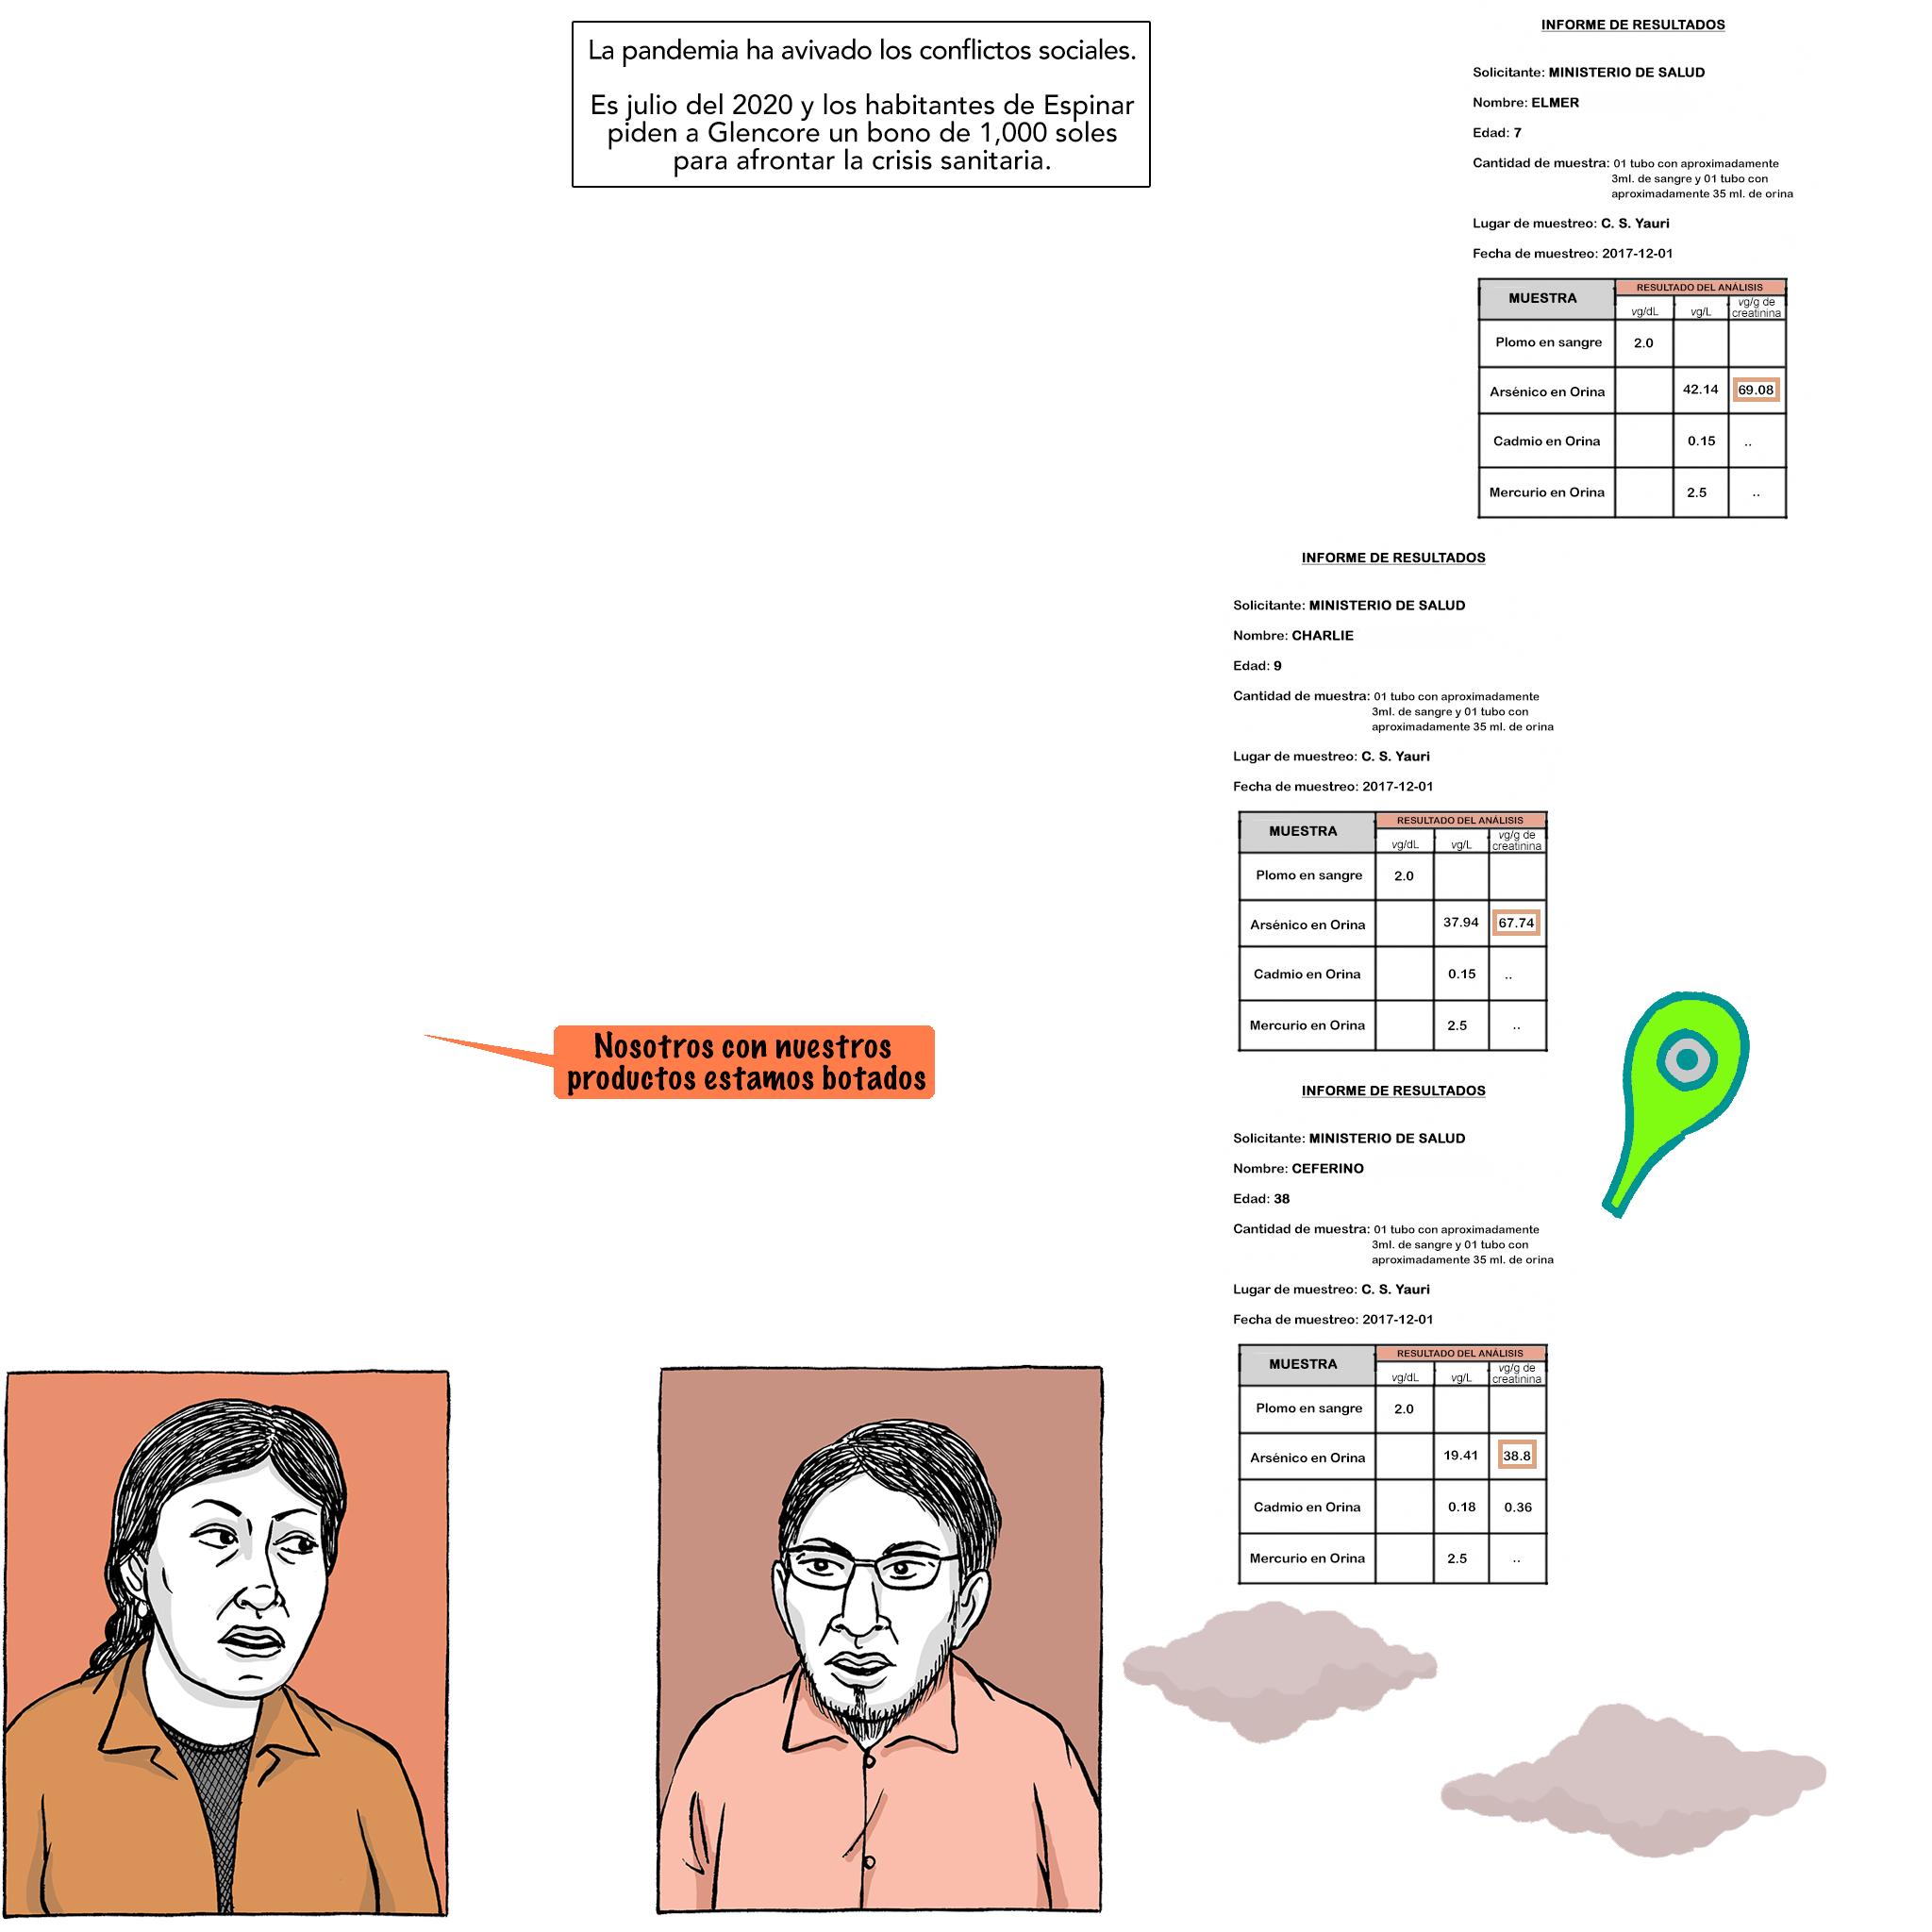 La pandemia ha avivado los conflictos sociales.
Es julio del 2020 y los habitantes de Espinar
piden a Glencore un bono de 1,000 soles
para afrontar la crisis sanitaria.
INFORME DE RESULTADOS
Solicitante: MINISTERIO DE SALUD
Nombre: ELMER
Edad: 7
Cantidad de muestra: 01 tubo con aproximadamente
3ml. de sangre y 01 tubo con
aproximadamente 35 ml. de orina
Lugar de muestreo: C. S. Yauri
Fecha de muestreo: 2017-12-01
MUESTRA
RESULTADO DEL ANÁLISIS
vg/dL vg/L vg/g de
creatinina
Plomo en sangre 2.0
Arsénico en Orina 42.14 69.08
Cadmio en Orina 0.15 ..
Mercurio en Orina 2.5 ..
INFORME DE RESULTADOS
Solicitante: MINISTERIO DE SALUD
Nombre: CHARLIE
Edad: 9
Cantidad de muestra: 01 tubo con aproximadamente
3ml. de sangre y 01 tubo con
aproximadamente 35 ml. de orina
Lugar de muestreo: C. S. Yauri
Fecha de muestreo: 2017-12-01
MUESTRA
RESULTADO DEL ANÁLISIS
vg/dL vg/L vg/g de
creatinina
Plomo en sangre 2.0
Arsénico en Orina 37.94 67.74
Cadmio en Orina 0.15 ..
Mercurio en Orina 2.5 ..
Nosotros con nuestros
productos estamos botados
INFORME DE RESULTADOS
Solicitante: MINISTERIO DE SALUD
Nombre: CEFERINO
Edad: 38
Cantidad de muestra: 01 tubo con aproximadamente
3ml. de sangre y 01 tubo con
aproximadamente 35 ml. de orina
Lugar de muestreo: C. S. Yauri
Fecha de muestreo: 2017-12-01
MUESTRA
RESULTADO DEL ANÁLISIS
vg/dL vg/L vg/g de
creatinina
Plomo en sangre 2.0
Arsénico en Orina 19.41 38.8
Cadmio en Orina 0.18 0.36
Mercurio en Orina 2.5 ..